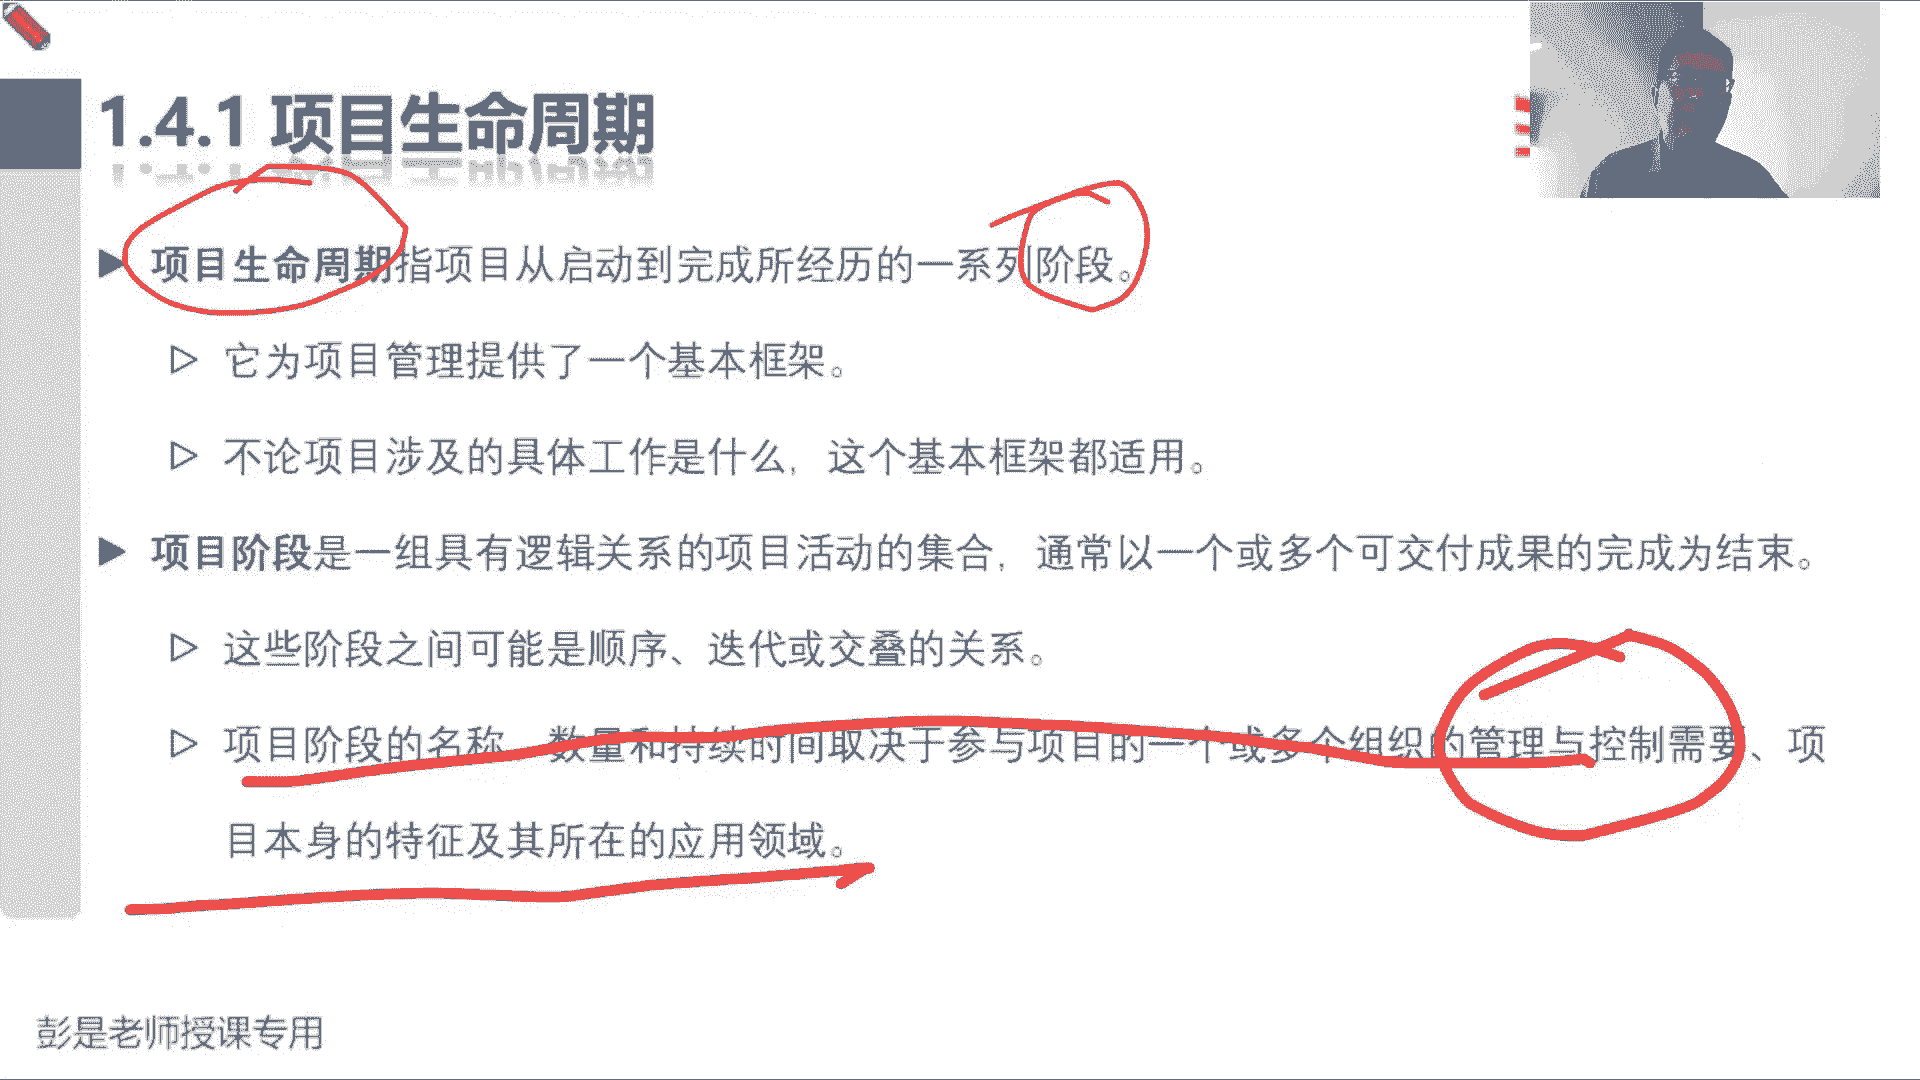 1.4.1 项目生命周期
项目生命周期指项目从启动到完成所经历的一系列阶段。
它为项目管理提供了一个基本框架。
不论项目涉及的具体工作是什么，这个基本框架都适用。
项目阶段是一组具有逻辑关系的项目活动的集合，通常以一个或多个可交付成果的完成为结束。
这些阶段之间可能是顺序、迭代或交叠的关系。
项目阶段的名称、数量和持续时间取决于参与项目的一个或多个组织的管理与控制需要、项
目本身的特征及其所在的应用领域。
彭是老师授课专用